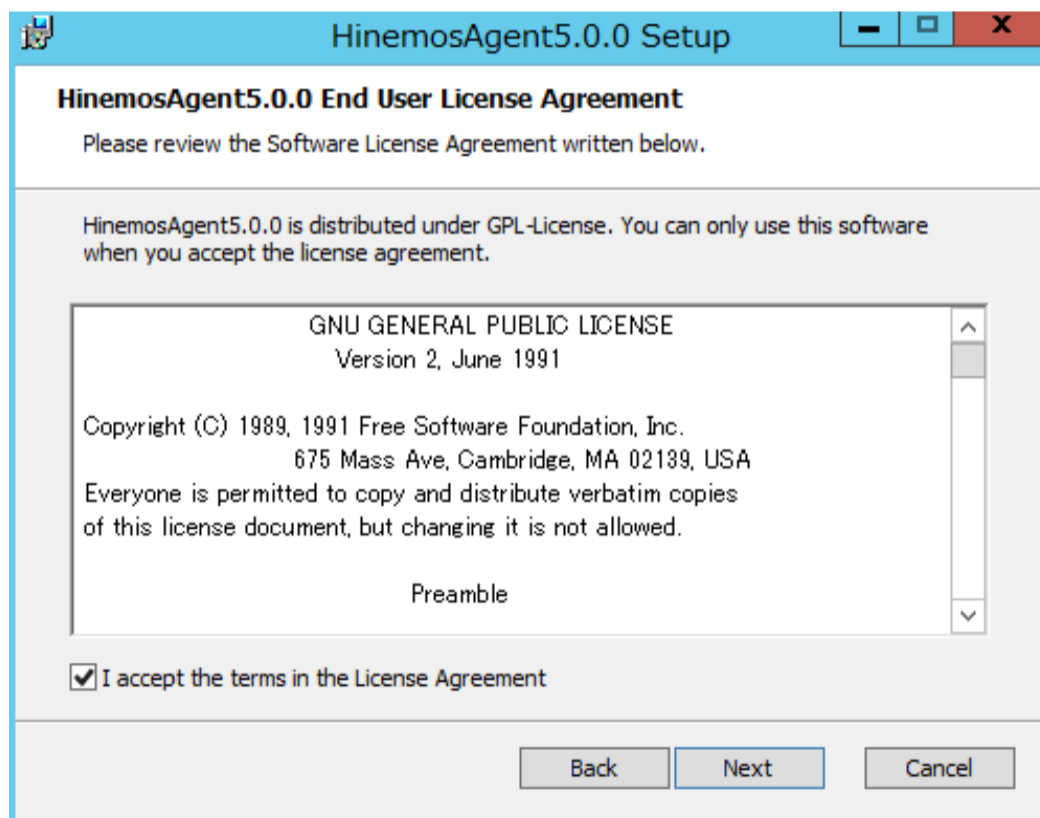 HinemosAgent5.0.0 Setup
HinemosAgent5.0.0 End User License Agreement
Please review the Software License Agreement written below.
HinemosAgent5.0.0 is distributed under GPL-License. You can only use this software
when you accept the license agreement.
GNU GENERAL PUBLIC LICENSE
Version 2, June 1991
Copyright (C) 1989, 1991 Free Software Foundation, Inc.
675 Mass Ave, Cambridge, MA 02139, USA
Everyone is permitted to copy and distribute verbatim copies
of this license document, but changing it is not allowed.
Preamble
I accept the terms in the License Agreement
Back Next Cancel